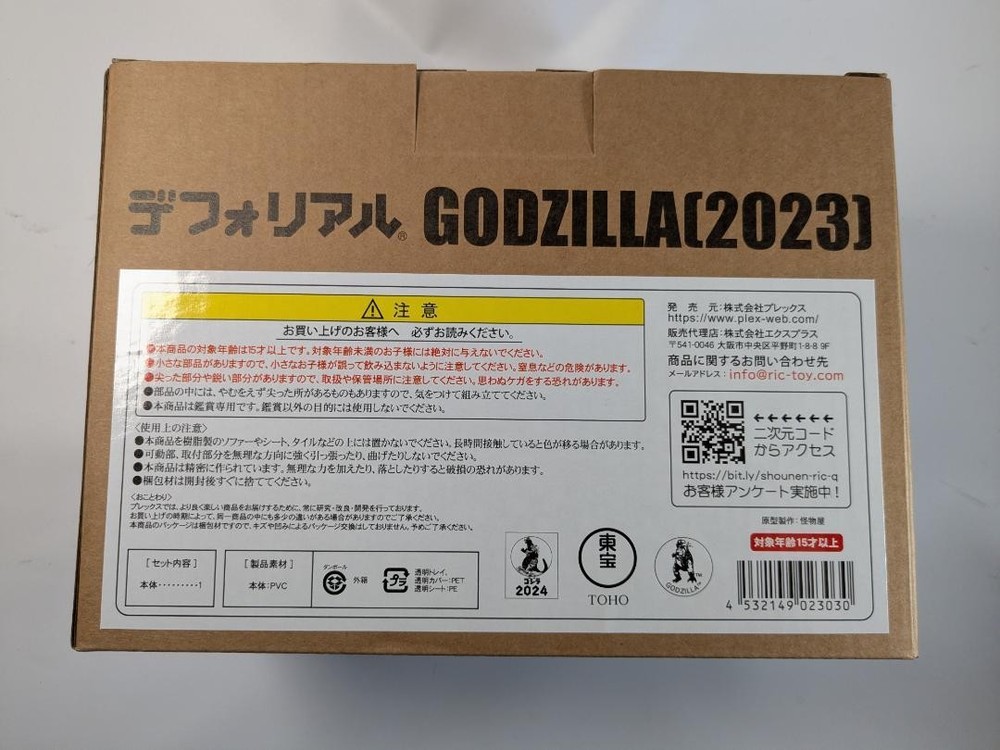 デフォリアル® GODZILLA(2023)
注意
お買い上げのお客様へ 必ずお読みください。
●本商品の対象年齢は15才以上です。対象年齢未満のお子様には絶対に与えないでください。
●小さな部品がありますので、小さなお子様が誤って飲み込まないように注意してください。窒息などの危険があります。
●尖った部分や鋭い部分がありますので、取扱や保管場所に注意してください。思わぬケガをする恐れがあります。
●部品の中には、やむをえず尖った所があるものもありますので、気をつけて組み立ててください。
●本商品は鑑賞専用です。鑑賞以外の目的には使用しないでください。
〈使用上の注意〉
●本商品を樹脂製のソファーやシート、タイルなどの上には置かないでください。長時間接触していると色が移る場合があります。
●可動部、取付部分を無理な方向に強く引っ張ったり、曲げたりしないでください。
●本商品は精密に作られています。無理な力を加えたり、落としたりすると破損の恐れがあります。
●梱包材は開封後すぐに捨ててください。
〈おことわり〉
プレックスでは、より良く楽しい商品をお届けするために、常に研究・改良・開発を行っております。
お買い上げの時期によって、同一商品の中にも多少の違いがある場合がございますのでご了承ください。
本商品のパッケージは梱包材ですので、キズや凹みによるパッケージ交換はしておりません。予めご了承ください。
[セット内容]
本体………1
[製品素材]
本体:PVC
ダンボール
外箱
プラ
透明トレイ、
透明カバー:PET
透明シート:PE
ゴジラ
2024
東宝
TOHO
GODZILLA™
発売元:株式会社プレックス
https://www.plex-web.com/
販売代理店:株式会社エクスプラス
〒541-0046 大阪市中央区平野町1-8-8 9F
商品に関するお問い合わせ先
メールアドレス:info@ric-toy.com
←←←←←←
二次元コード
からアクセス
https://bit.ly/shounen-ric-q
お客様アンケート実施中!
原型製作:怪物屋
対象年齢15才以上
4 532149 023030